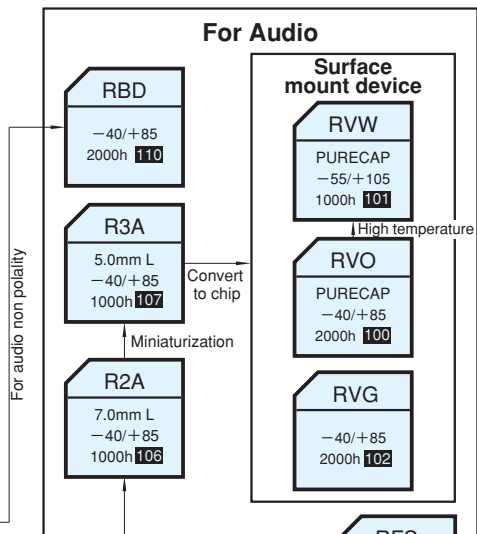 For Audio
Surface
mount device
RBD
−40/+85
2000h 110
RVW
PURECAP
−55/+105
1000h 101
High temperature
R3A
5.0mm L
−40/+85
1000h 107
Convert
to chip
RVO
PURECAP
−40/+85
2000h 100
Miniaturization
R2A
7.0mm L
−40/+85
1000h 106
RVG
−40/+85
2000h 102
For audio non polality